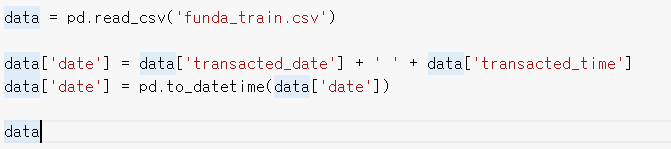 data = pd.read_csv('funda_train.csv')
data['date'] = data['transacted_date'] + ' ' + data['transacted_time']
data['date'] = pd.to_datetime(data['date'])
data